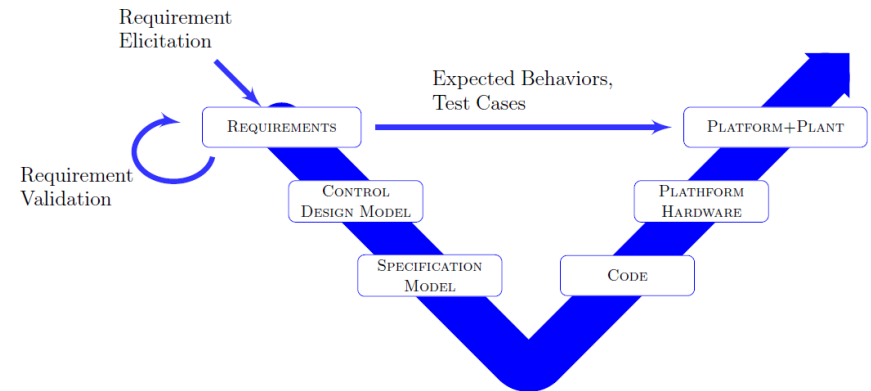 Requirement
Elicitation
Expected Behaviors,
Test Cases
REQUIREMENTS
PLATFORM+PLANT
Requirement
Validation
CONTROL
DESIGN MODEL
PLATHFORM
HARDWARE
SPECIFICATION
MODEL
CODE